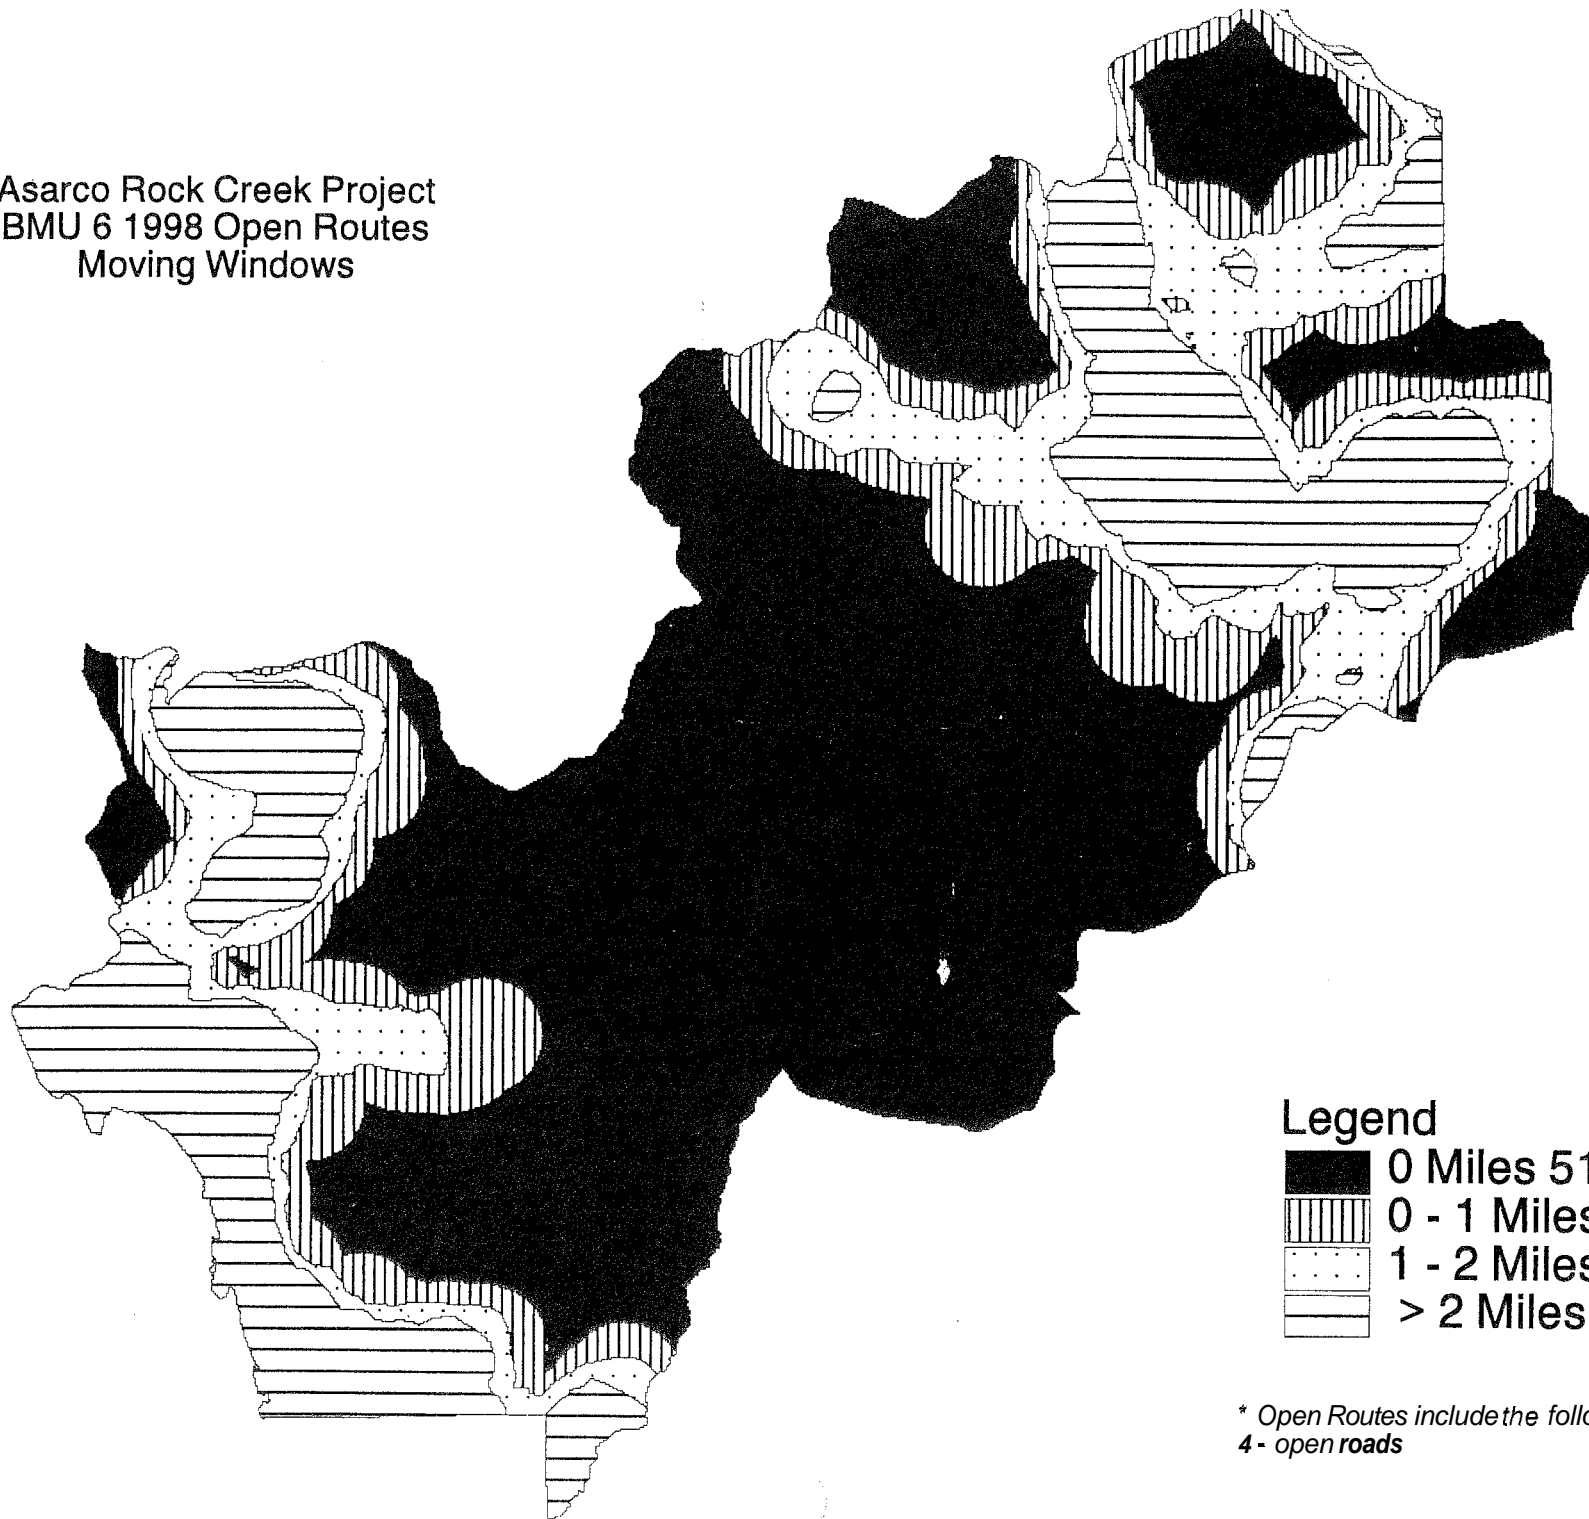 Asarco Rock Creek Project
BMU 6 1998 Open Routes
Moving Windows
Legend
0 Miles 51
0 - 1 Miles
1 - 2 Miles
> 2 Miles
* Open Routes include the follo
4 - open roads